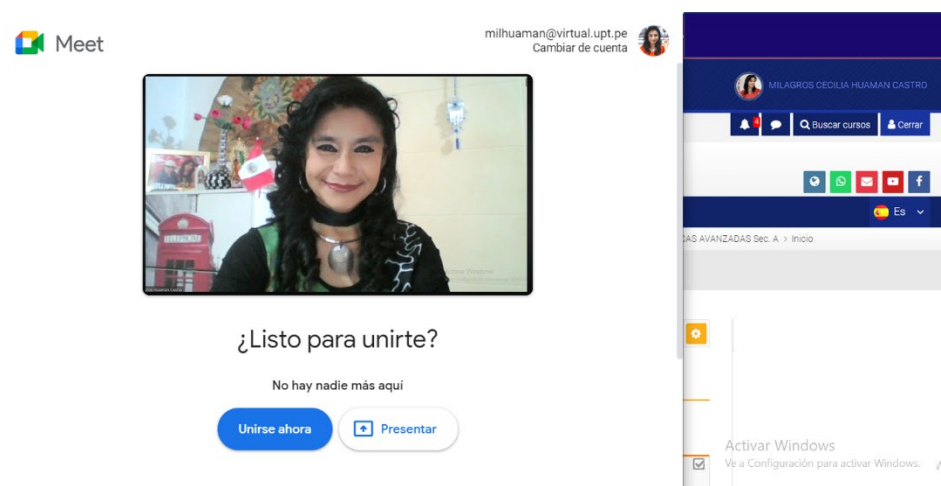 Meet
milhuaman@virtual.upt.pe
Cambiar de cuenta
TELEPHONE
¿Listo para unirte?
No hay nadie más aquí
Unirse ahora
Presentar
MILAGROS CECILIA HUAMAN CASTRO
4
Buscar cursos
Cerrar
Es
CAS AVANZADAS Sec. A > Inicio
Activar Windows
Ve a Configuración para activar Windows.